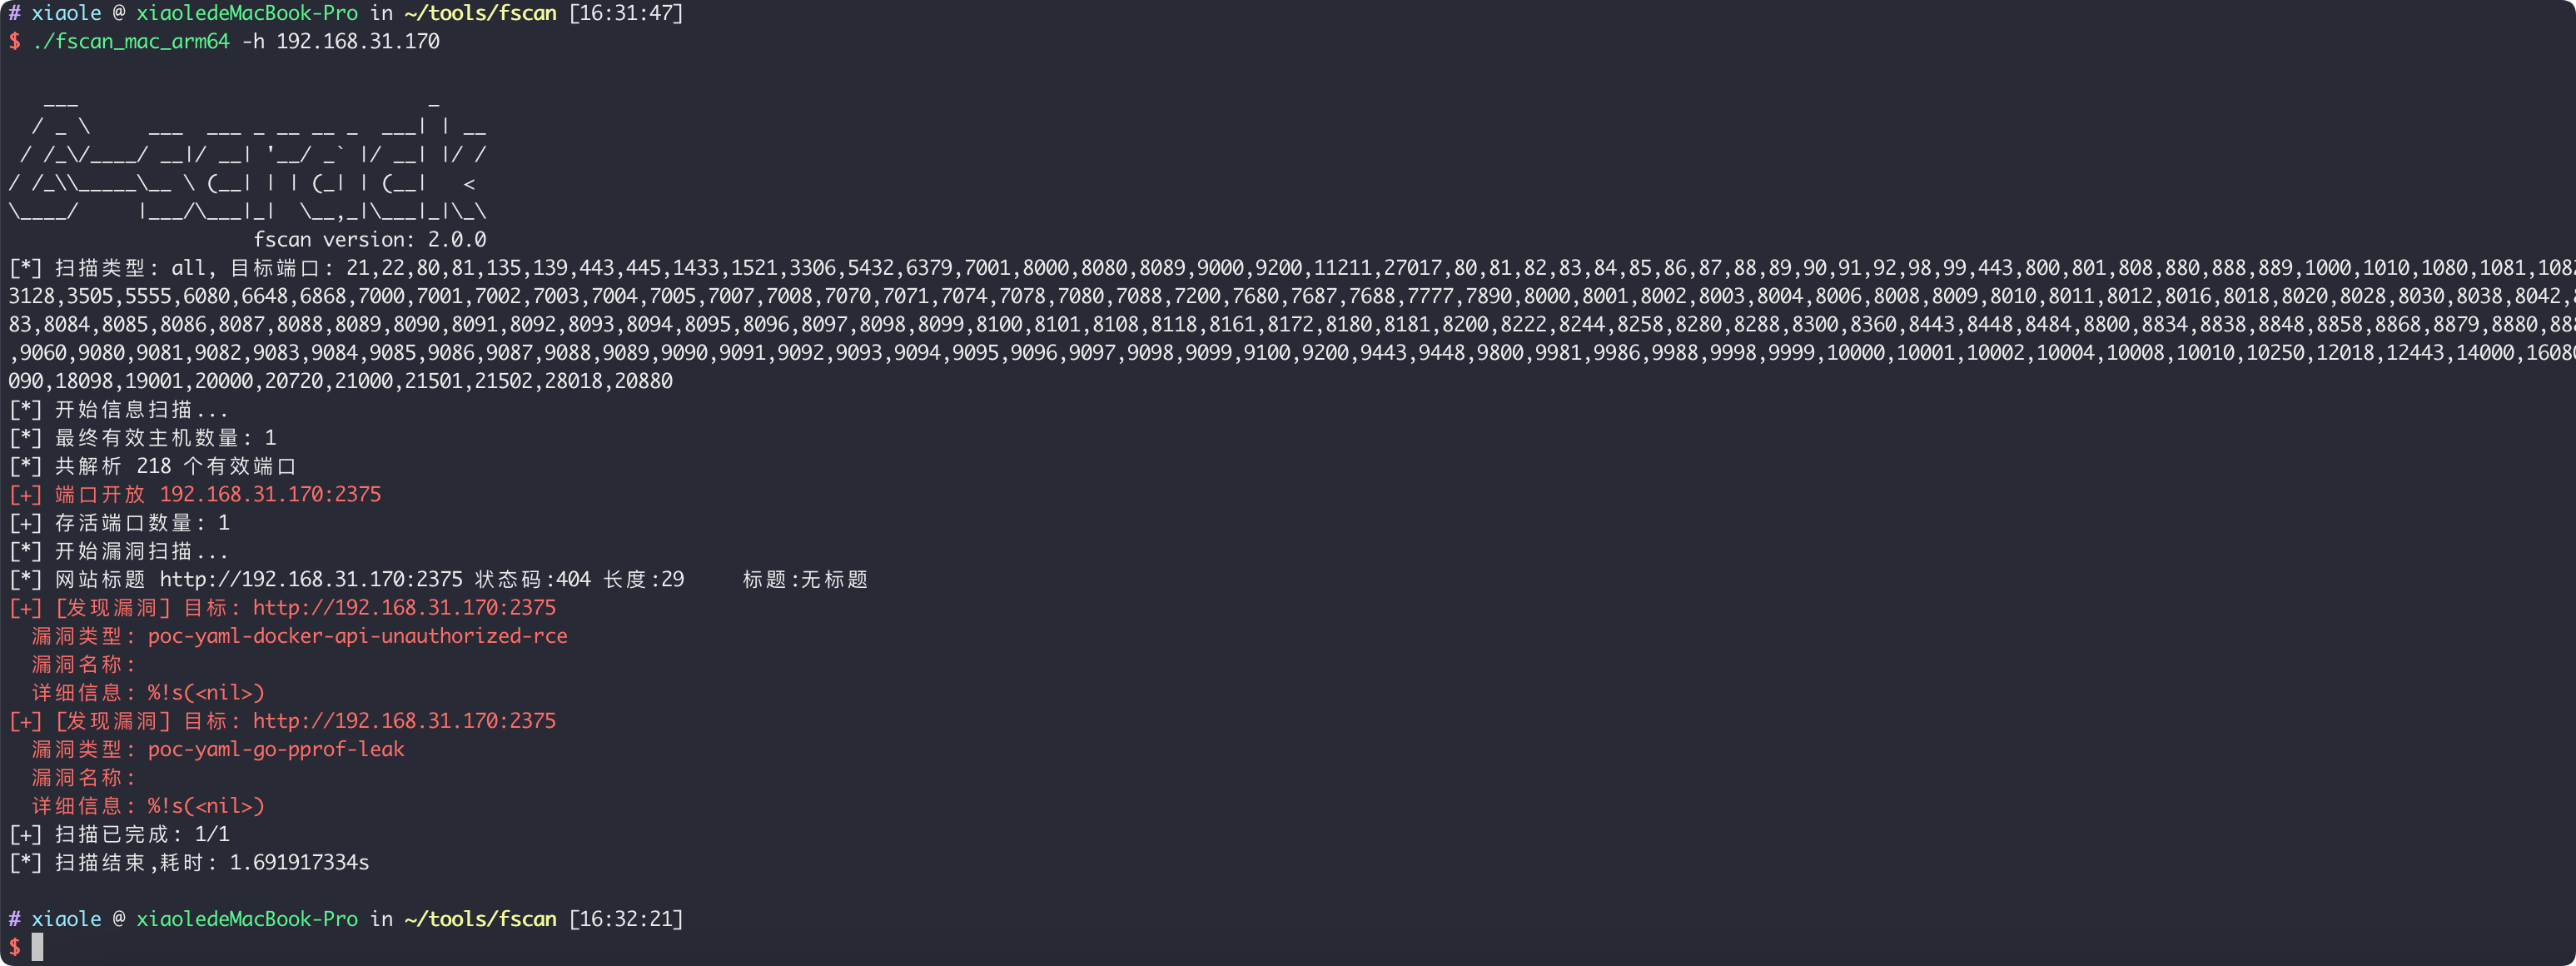 # xiaole @ xiaoledeMacBook-Pro in ~/tools/fscan [16:31:47]
$ ./fscan_mac_arm64 -h 192.168.31.170
   ___                              _
  / _ \     ___  ___ _ __ __ _  ___| | __
 / /_\/____/ __|/ __| '__/ _` |/ __| |/ /
/ /_\\_____\__ \ (__| | | (_| | (__|   <
\____/     |___/\___|_|  \__,_|\___|_|\_\
                     fscan version: 2.0.0
[*] 扫描类型: all, 目标端口: 21,22,80,81,135,139,443,445,1433,1521,3306,5432,6379,7001,8000,8080,8089,9000,9200,11211,27017,80,81,82,83,84,85,86,87,88,89,90,91,92,98,99,443,800,801,808,880,888,889,1000,1010,1080,1081,1082
3128,3505,5555,6080,6648,6868,7000,7001,7002,7003,7004,7005,7007,7008,7070,7071,7074,7078,7080,7088,7200,7680,7687,7688,7777,7890,8000,8001,8002,8003,8004,8006,8008,8009,8010,8011,8012,8016,8018,8020,8028,8030,8038,8042,
83,8084,8085,8086,8087,8088,8089,8090,8091,8092,8093,8094,8095,8096,8097,8098,8099,8100,8101,8108,8118,8161,8172,8180,8181,8200,8222,8244,8258,8280,8288,8300,8360,8443,8448,8484,8800,8834,8838,8848,8858,8868,8879,8880,88
,9060,9080,9081,9082,9083,9084,9085,9086,9087,9088,9089,9090,9091,9092,9093,9094,9095,9096,9097,9098,9099,9100,9200,9443,9448,9800,9981,9986,9988,9998,9999,10000,10001,10002,10004,10008,10010,10250,12018,12443,14000,16080
090,18098,19001,20000,20720,21000,21501,21502,28018,20880
[*] 开始信息扫描...
[*] 最终有效主机数量: 1
[*] 共解析 218 个有效端口
[+] 端口开放 192.168.31.170:2375
[+] 存活端口数量: 1
[*] 开始漏洞扫描...
[*] 网站标题 http://192.168.31.170:2375 状态码:404 长度:29     标题:无标题
[+] [发现漏洞] 目标: http://192.168.31.170:2375
  漏洞类型: poc-yaml-docker-api-unauthorized-rce
  漏洞名称:
  详细信息: %!s(<nil>)
[+] [发现漏洞] 目标: http://192.168.31.170:2375
  漏洞类型: poc-yaml-go-pprof-leak
  漏洞名称:
  详细信息: %!s(<nil>)
[+] 扫描已完成: 1/1
[*] 扫描结束,耗时: 1.691917334s
# xiaole @ xiaoledeMacBook-Pro in ~/tools/fscan [16:32:21]
$